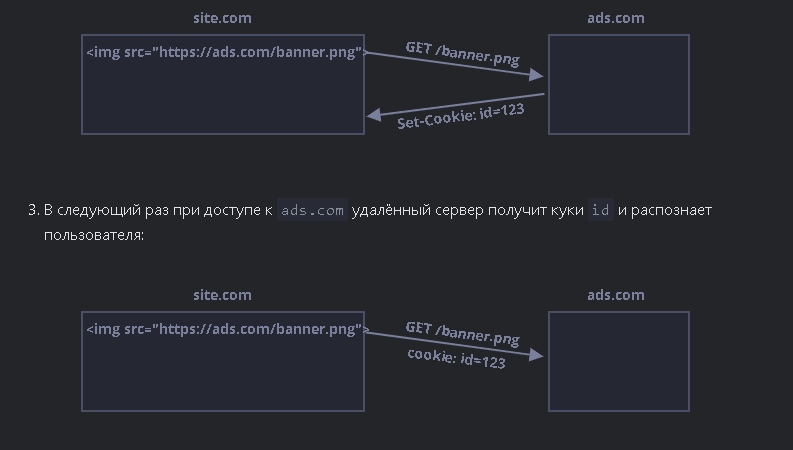 site.com ads.com
<img src="https://ads.com/banner.png">
GET /banner.png
Set-Cookie: id=123
3. В следующий раз при доступе к ads.com удалённый сервер получит куки id и распознает
пользователя:
site.com ads.com
<img src="https://ads.com/banner.png">
GET /banner.png
cookie: id=123